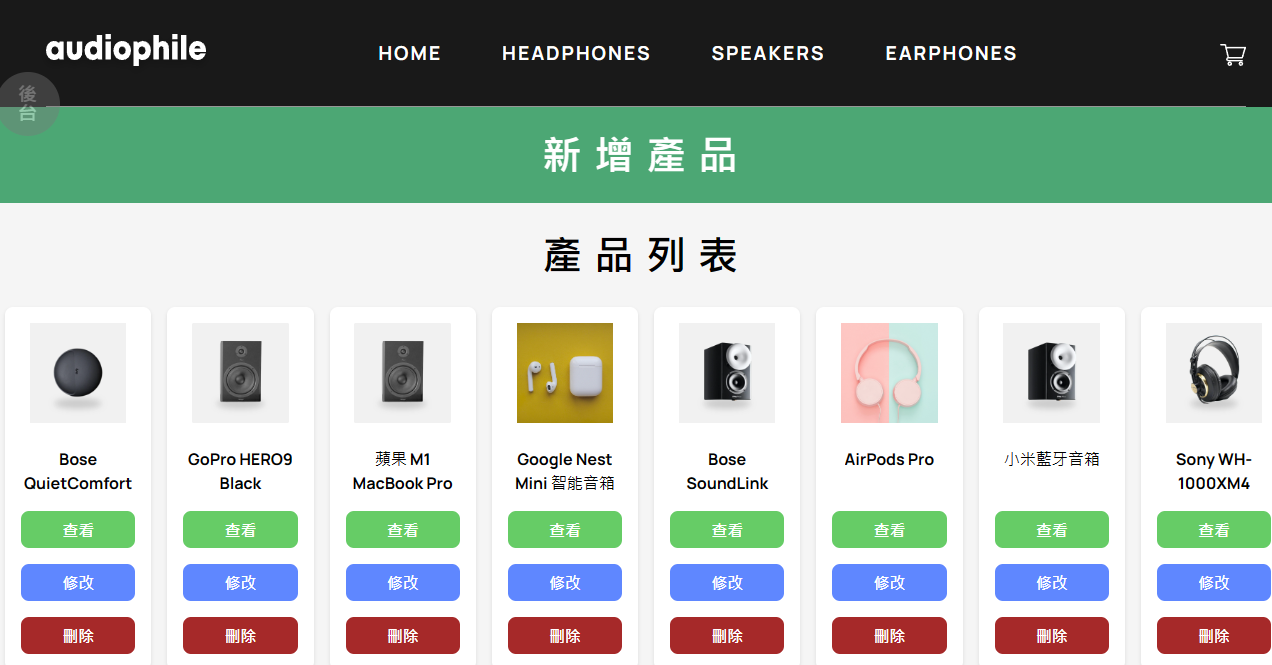 audiophile
HOME
HEADPHONES
SPEAKERS
EARPHONES
後
台
新增產品
產品列表
Bose
QuietComfort
GoPro HERO9
Black
蘋果 M1
MacBook Pro
Google Nest
Mini 智能音箱
Bose
SoundLink
AirPods Pro
小米藍牙音箱
Sony WH-
1000XM4
查看
查看
查看
查看
查看
查看
查看
查看
修改
修改
修改
修改
修改
修改
修改
修改
刪除
刪除
刪除
刪除
刪除
刪除
刪除
刪除